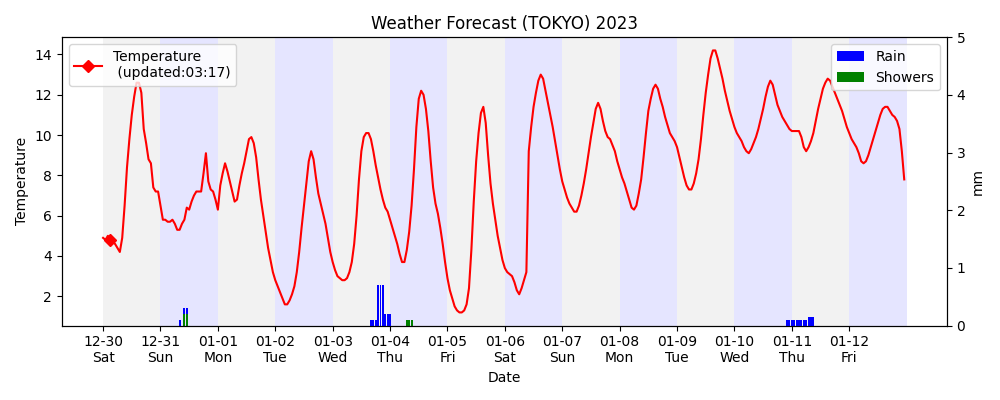 Weather Forecast (TOKYO) 2023
Temperature
(updated:03:17)
Rain
Showers
Temperature
14
12
10
8
6
4
2
5
4
3
2
1
0
mm
12-30 12-31 01-01 01-02 01-03 01-04 01-05 01-06 01-07 01-08 01-09 01-10 01-11 01-12
Sat Sun Mon Tue Wed Thu Fri Sat Sun Mon Tue Wed Thu Fri
Date